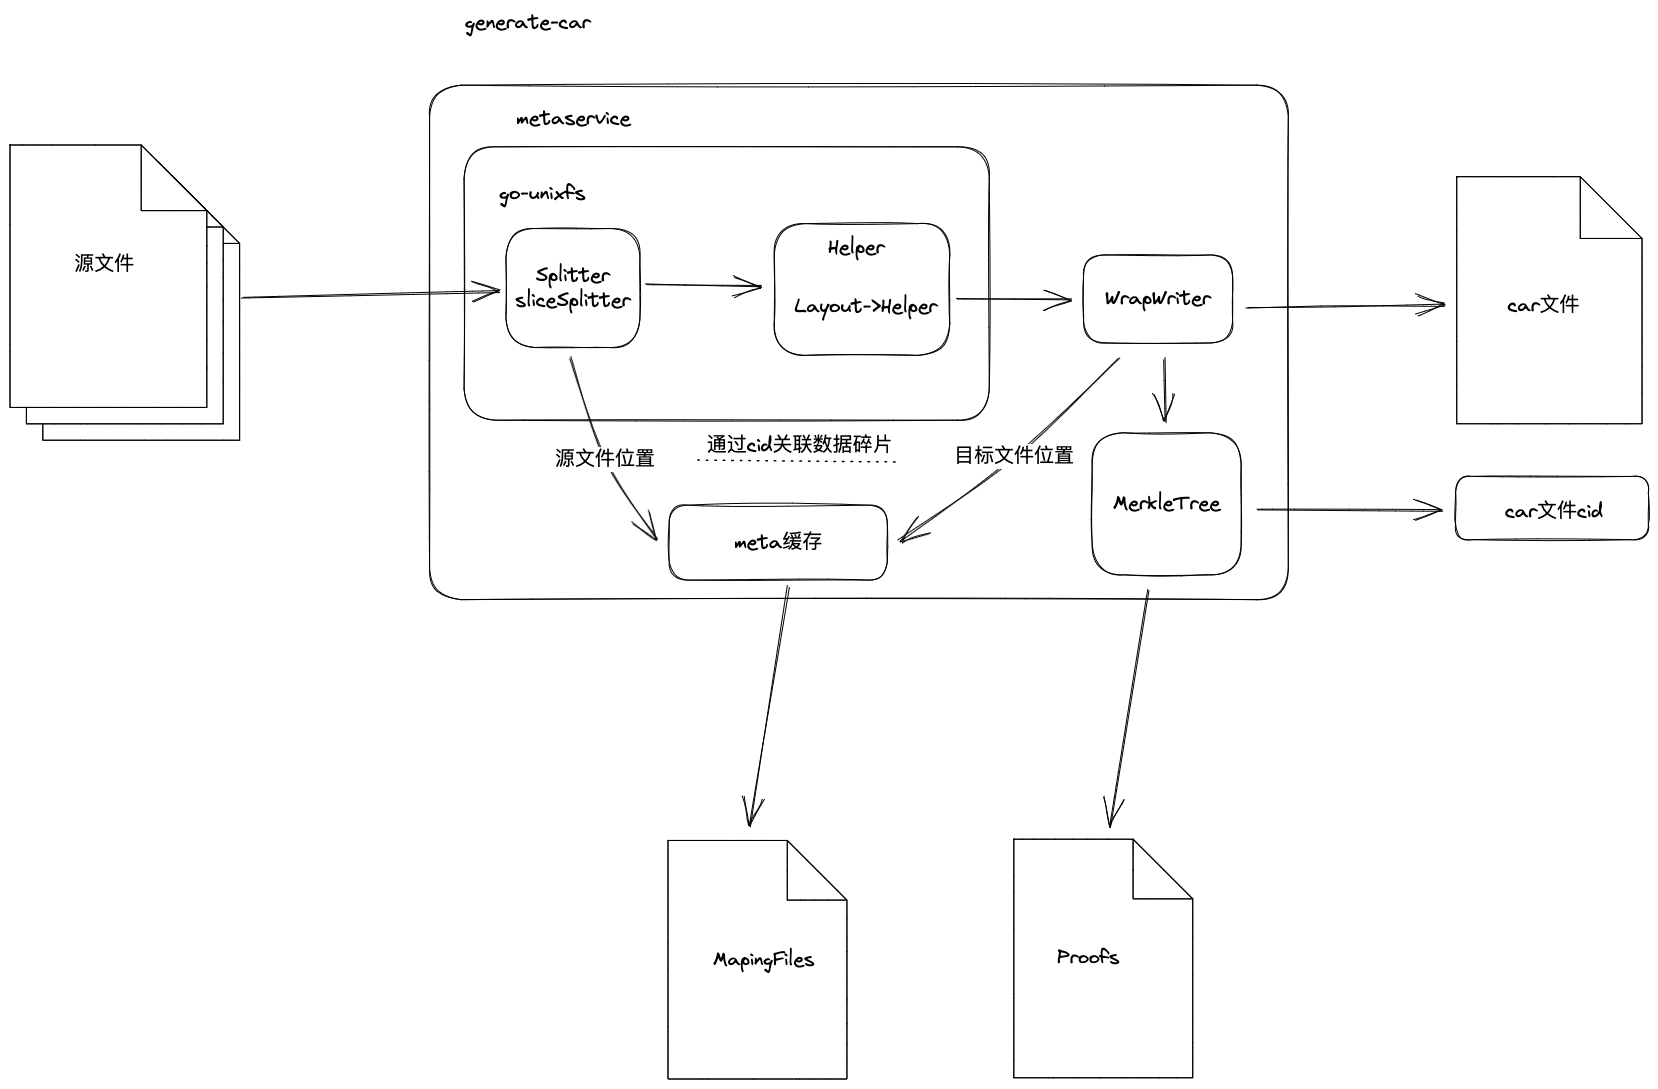 generate-car
metaservice
go-unixfs
源文件
Splitter
sliceSplitter
Helper
Layout->Helper
WrapWriter
car文件
源文件位置
通过cid关联数据碎片
目标文件位置
meta缓存
MerkleTree
car文件cid
MapingFiles
Proofs